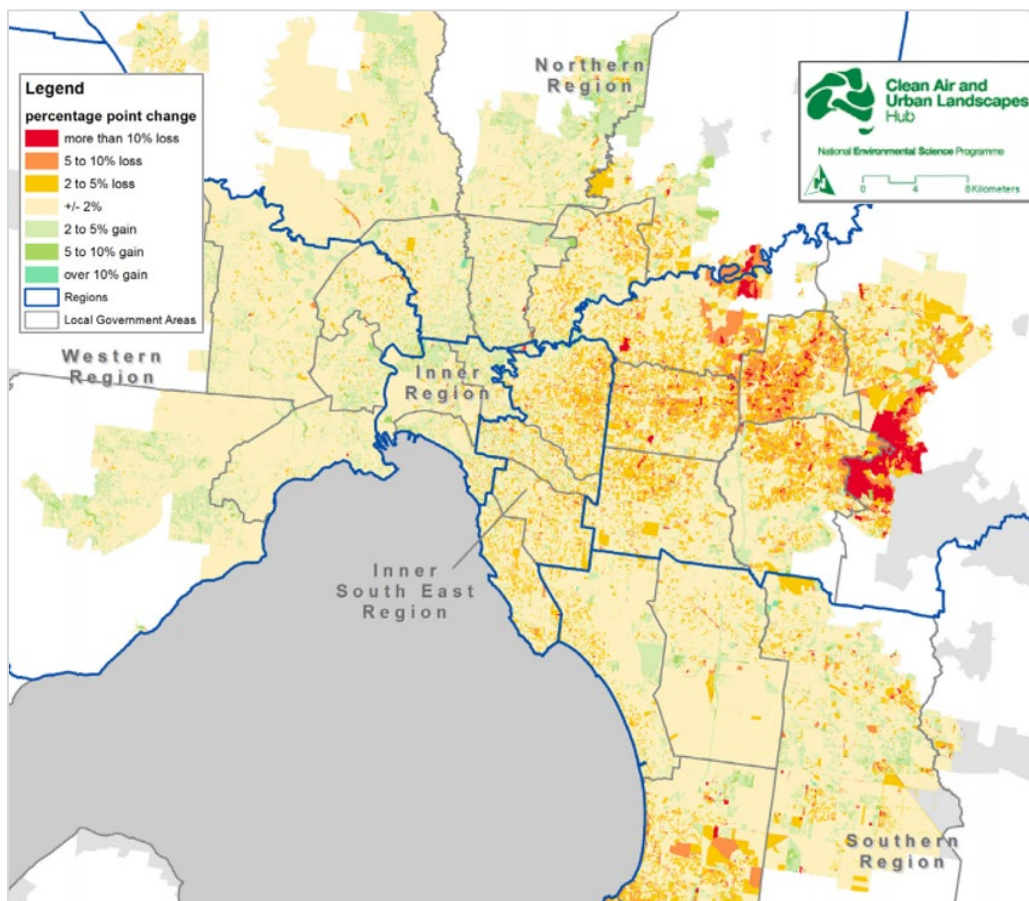 Legend
percentage point change
more than 10% loss
5 to 10% loss
2 to 5% loss
+/- 2%
2 to 5% gain
5 to 10% gain
over 10% gain
Regions
Local Government Areas
Northern
Region
Clean Air and
Urban Landscapes
Hub
National Environmental Science Programme
N
0 2 4 8 Kilometers
Western
Region
Inner
Region
Inner
South East
Region
Southern
Region